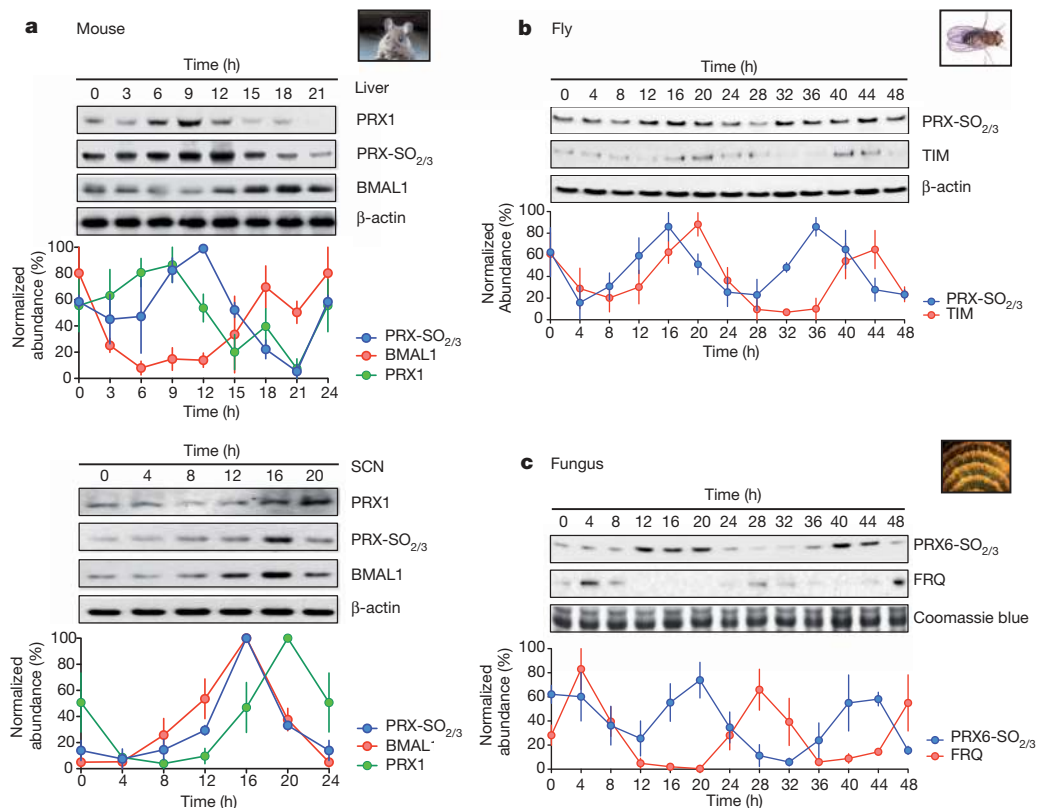 a Mouse
Time (h)
0 3 6 9 12 15 18 21
Liver
PRX1
PRX-SO2/3
BMAL1
β-actin
Normalized
abundance (%)
100
80
60
40
20
0
0 3 6 9 12 15 18 21 24
Time (h)
PRX-SO2/3
BMAL1
PRX1
Time (h)
0 4 8 12 16 20
SCN
PRX1
PRX-SO2/3
BMAL1
β-actin
Normalized
abundance (%)
100
80
60
40
20
0
0 4 8 12 16 20 24
Time (h)
PRX-SO2/3
BMAL
PRX1
b Fly
Time (h)
0 4 8 12 16 20 24 28 32 36 40 44 48
PRX-SO2/3
TIM
β-actin
Normalized
Abundance (%)
100
80
60
40
20
0
0 4 8 12 16 20 24 28 32 36 40 44 48
Time (h)
PRX-SO2/3
TIM
c Fungus
Time (h)
0 4 8 12 16 20 24 28 32 36 40 44 48
PRX6-SO2/3
FRQ
Coomassie blue
Normalized
Abundance (%)
100
80
60
40
20
0
0 4 8 12 16 20 24 28 32 36 40 44 48
Time (h)
PRX6-SO2/3
FRQ